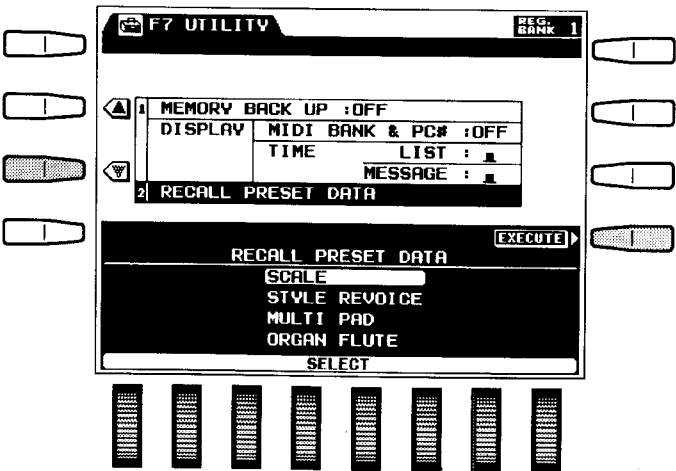 F7 UTILITY
REG. BANK 1
1 MEMORY BACK UP :OFF
DISPLAY MIDI BANK & PC# :OFF
TIME LIST :
MESSAGE :
2 RECALL PRESET DATA
EXECUTE
RECALL PRESET DATA
SCALE
STYLE REVOICE
MULTI PAD
ORGAN FLUTE
SELECT